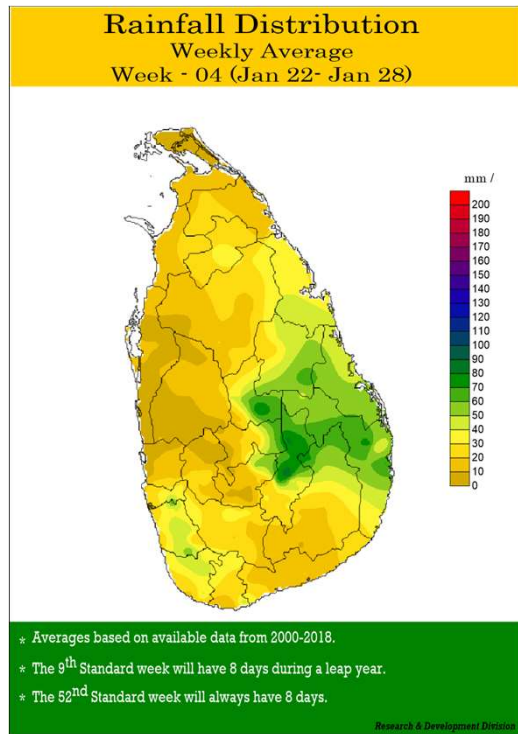 Rainfall Distribution
Weekly Average
Week - 04 (Jan 22- Jan 28)
mm /
200
190
180
170
160
150
140
130
120
110
100
90
80
70
60
50
40
30
20
10
0
* Averages based on available data from 2000-2018.
* The 9th Standard week will have 8 days during a leap year.
* The 52nd Standard week will always have 8 days.
Research & Development Division